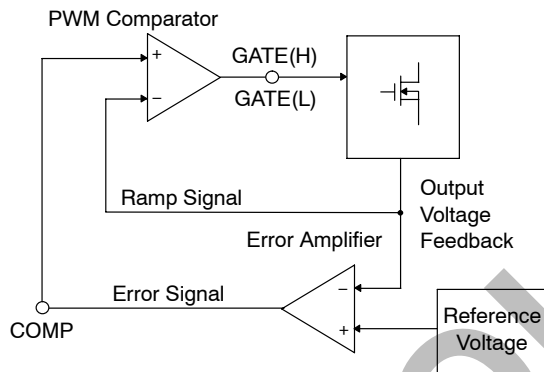 PWM Comparator
+
−
GATE(H)
GATE(L)
Ramp Signal
Output
Voltage
Feedback
Error Amplifier
Error Signal
−
+
COMP
Reference
Voltage